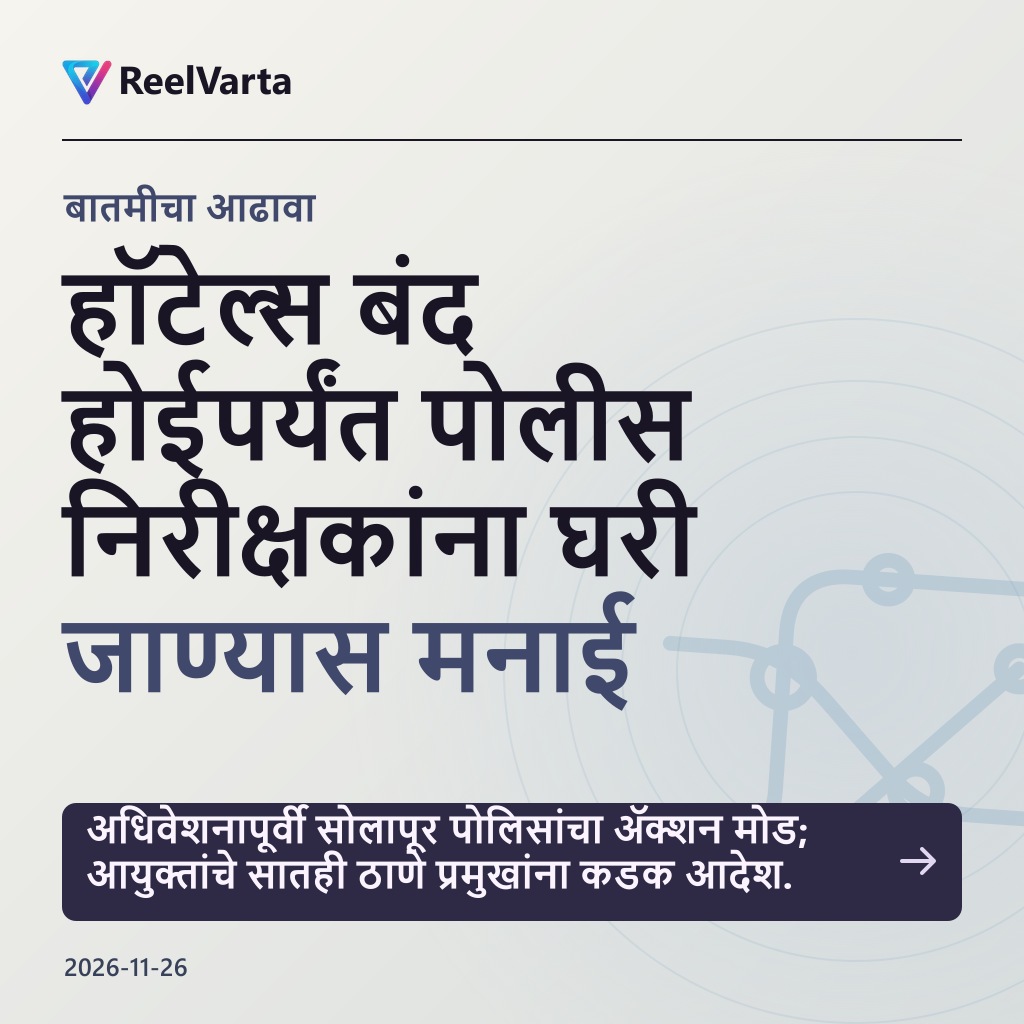 ReelVarta
बातमीचा आढावा
हॉटेल्स बंद
होईपर्यंत पोलीस
निरीक्षकांना घरी
जाण्यास मनाई
अधिवेशनापूर्वी सोलापूर पोलिसांचा ॲक्शन मोड;
आयुक्तांचे सातही ठाणे प्रमुखांना कडक आदेश.
2026-11-26